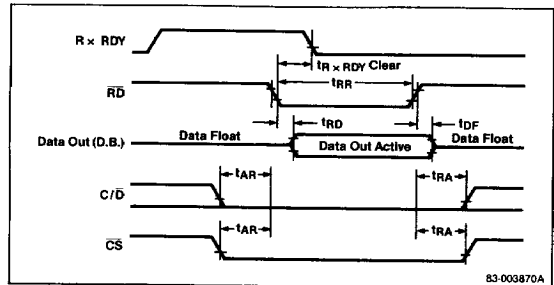 R × RDY
tR × RDY Clear
tRR
RD
tRD
tDF
Data Out (D.B.)
Data Float
Data Out Active
Data Float
tAR
tRA
C/D
tAR
tRA
CS
83-003870A